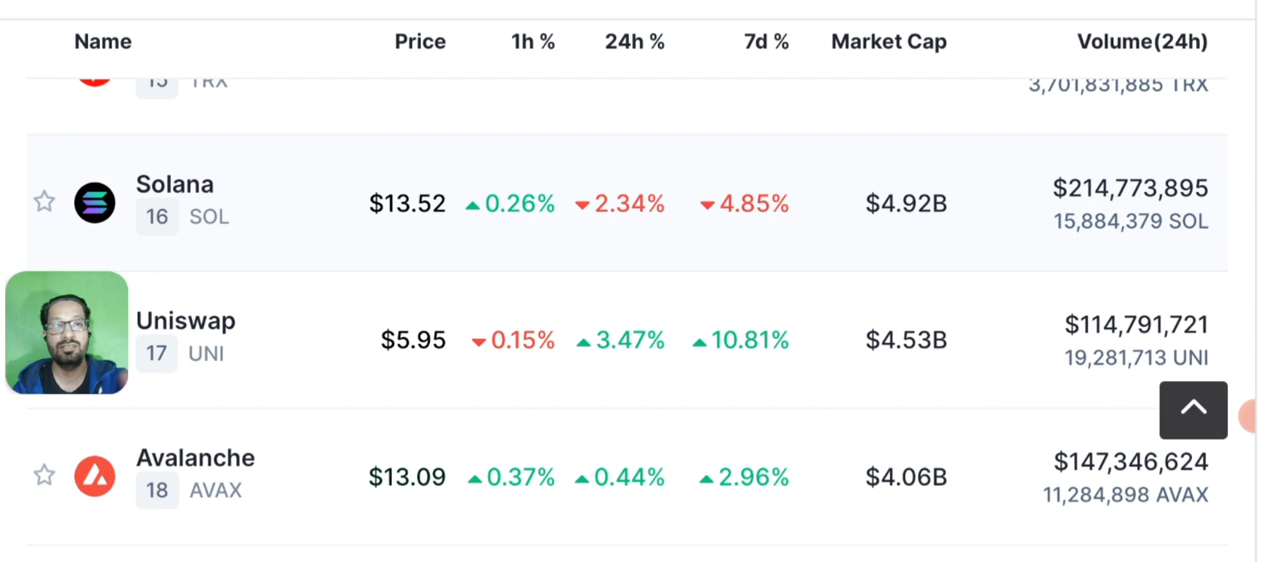 Name Price 1h % 24h % 7d % Market Cap Volume(24h)
15 TRX 3,701,831,885 TRX
Solana
16 SOL
$13.52 0.26% 2.34% 4.85% $4.92B
$214,773,895
15,884,379 SOL
Uniswap
17 UNI
$5.95 0.15% 3.47% 10.81% $4.53B
$114,791,721
19,281,713 UNI
Avalanche
18 AVAX
$13.09 0.37% 0.44% 2.96% $4.06B
$147,346,624
11,284,898 AVAX